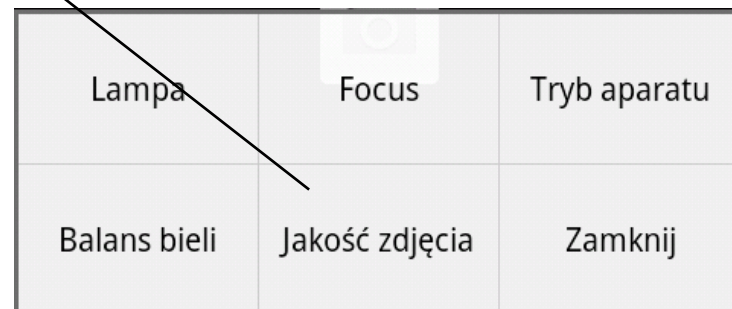 Lampa
Focus
Tryb aparatu
Balans bieli
Jakość zdjęcia
Zamknij